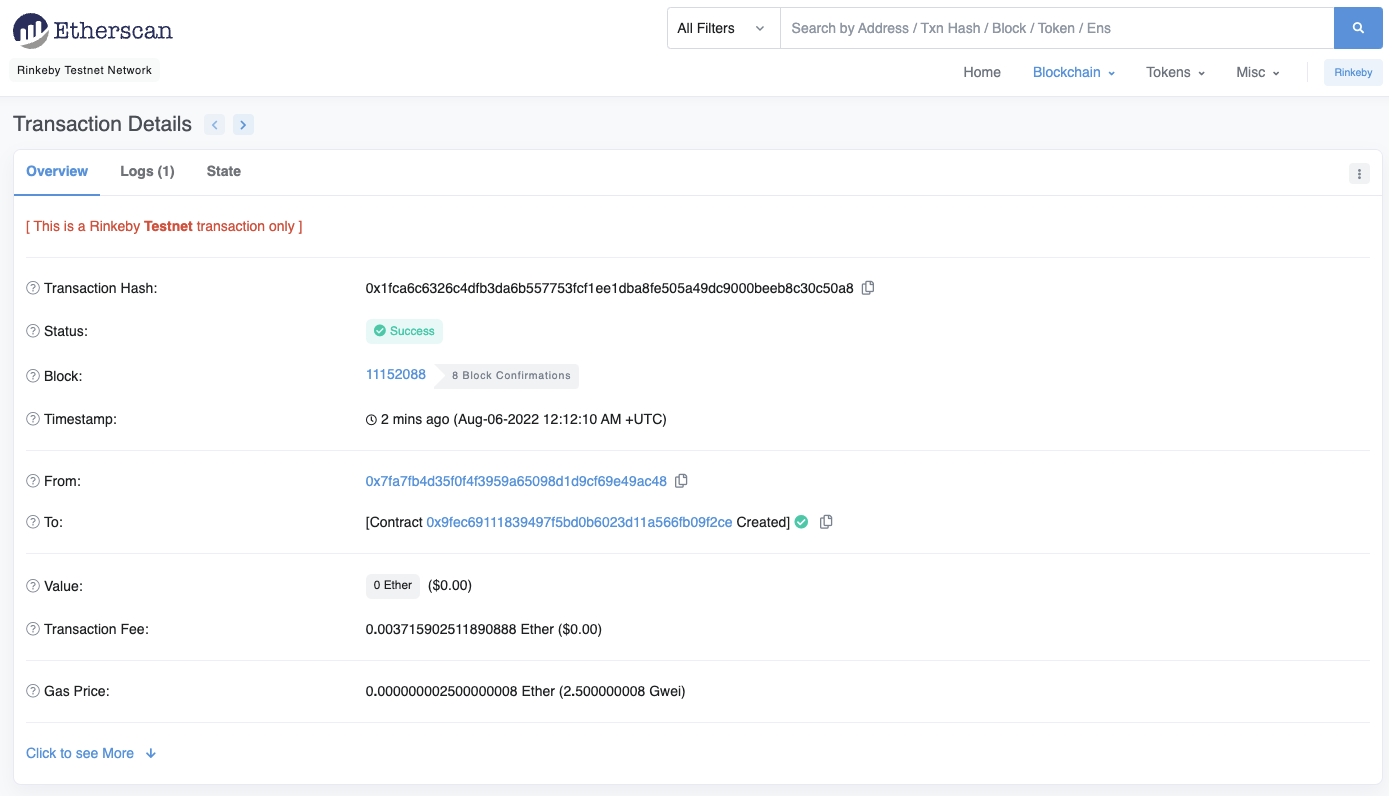 Etherscan
All Filters
Search by Address / Txn Hash / Block / Token / Ens
Rinkeby Testnet Network
Home Blockchain Tokens Misc Rinkeby
Transaction Details
Overview Logs (1) State
[ This is a Rinkeby Testnet transaction only ]
Transaction Hash: 0x1fca6c6326c4dfb3da6b557753fcf1ee1dba8fe505a49dc9000beeb8c30c50a8
Status: Success
Block: 11152088 8 Block Confirmations
Timestamp: 2 mins ago (Aug-06-2022 12:12:10 AM +UTC)
From: 0x7fa7fb4d35f0f4f3959a65098d1d9cf69e49ac48
To: [Contract 0x9fec69111839497f5bd0b6023d11a566fb09f2ce Created]
Value: 0 Ether ($0.00)
Transaction Fee: 0.003715902511890888 Ether ($0.00)
Gas Price: 0.000000002500000008 Ether (2.500000008 Gwei)
Click to see More